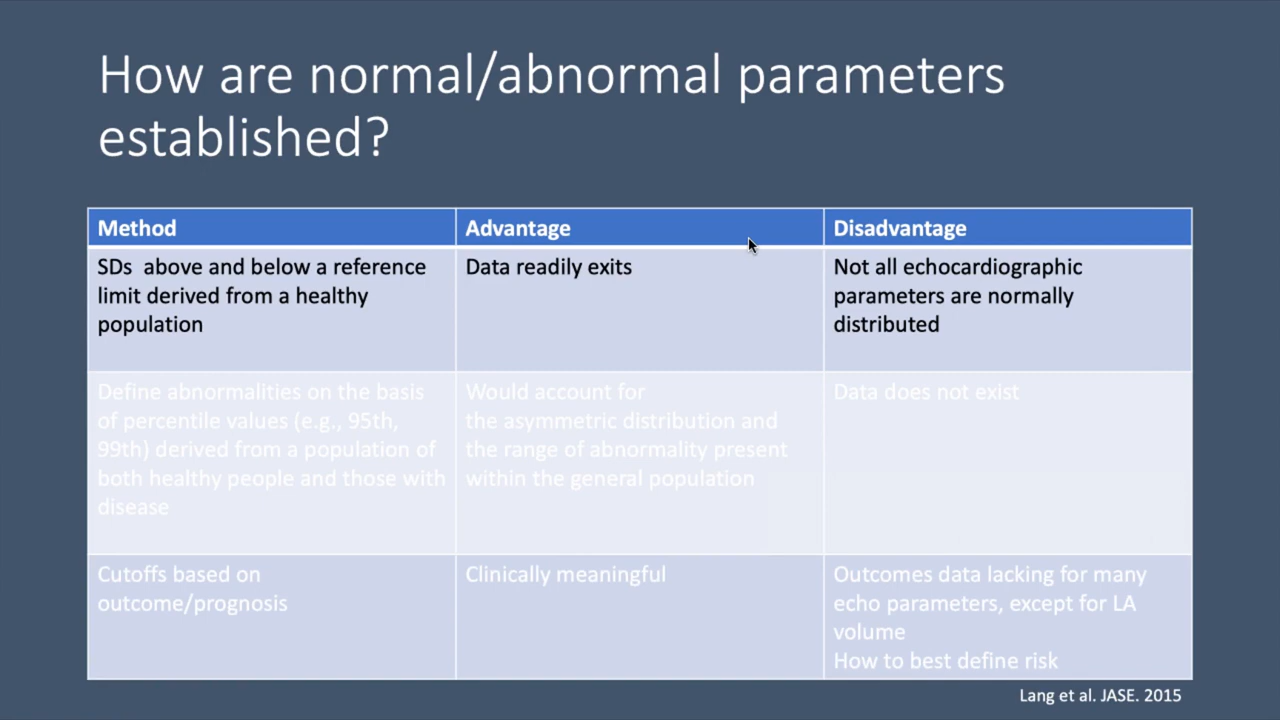 How are normal/abnormal parameters
established?
Method
Advantage
Disadvantage
SDs above and below a reference
limit derived from a healthy
population
Data readily exits
Not all echocardiographic
parameters are normally
distributed
Define abnormalities on the basis
of percentile values (e.g., 95th,
99th) derived from a population of
both healthy people and those with
disease
Would account for
the asymmetric distribution and
the range of abnormality present
within the general population
Data does not exist
Cutoffs based on
outcome/prognosis
Clinically meaningful
Outcomes data lacking for many
echo parameters, except for LA
volume
How to best define risk
Lang et al. JASE. 2015